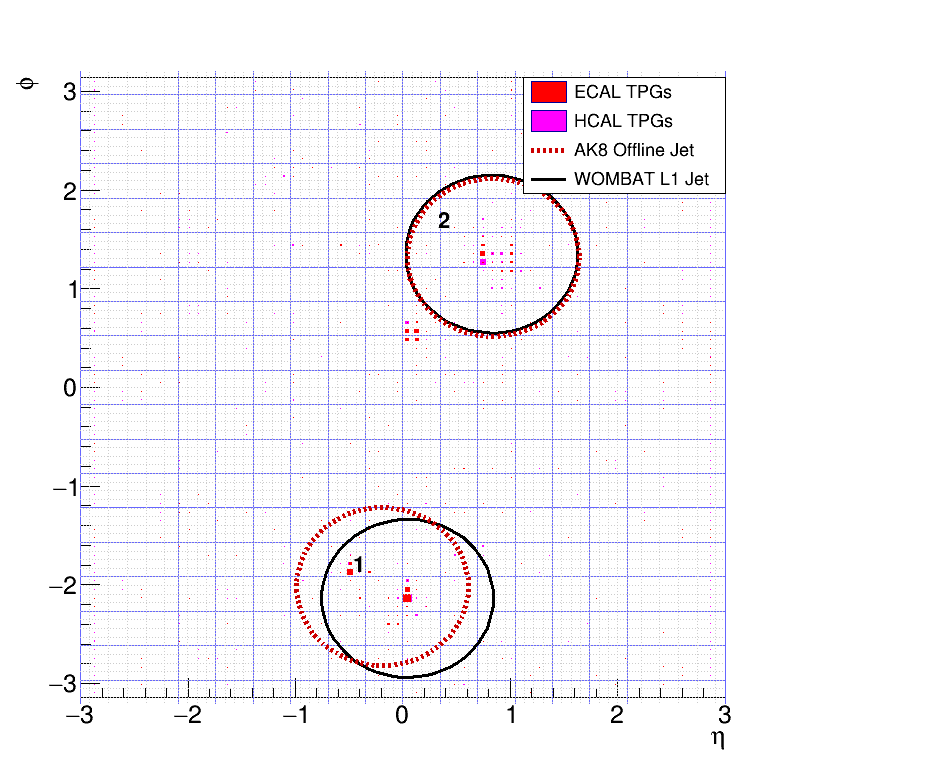 ϕ
3
2
1
0
−1
−2
−3
ECAL TPGs
HCAL TPGs
AK8 Offline Jet
WOMBAT L1 Jet
2
1
−3 −2 −1 0 1 2 3
η